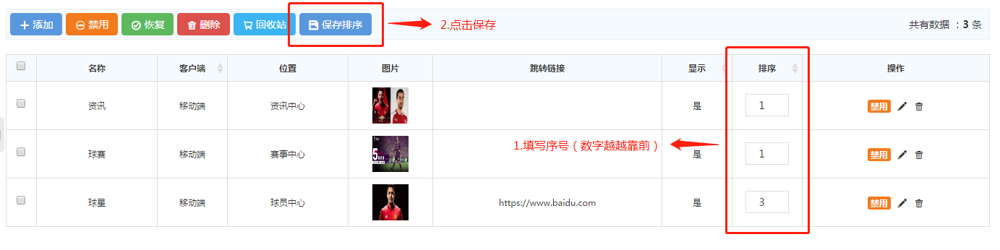 添加 禁用 恢复 删除 回收站 保存排序 2.点击保存 共有数据 ：3 条
名称 客户端 位置 图片 跳转链接 显示 排序 操作
资讯 移动端 资讯中心 是 1 禁用
球赛 移动端 赛事中心 1.填写序号（数字越越靠前） 是 1 禁用
球星 移动端 球员中心 https://www.baidu.com 是 3 禁用